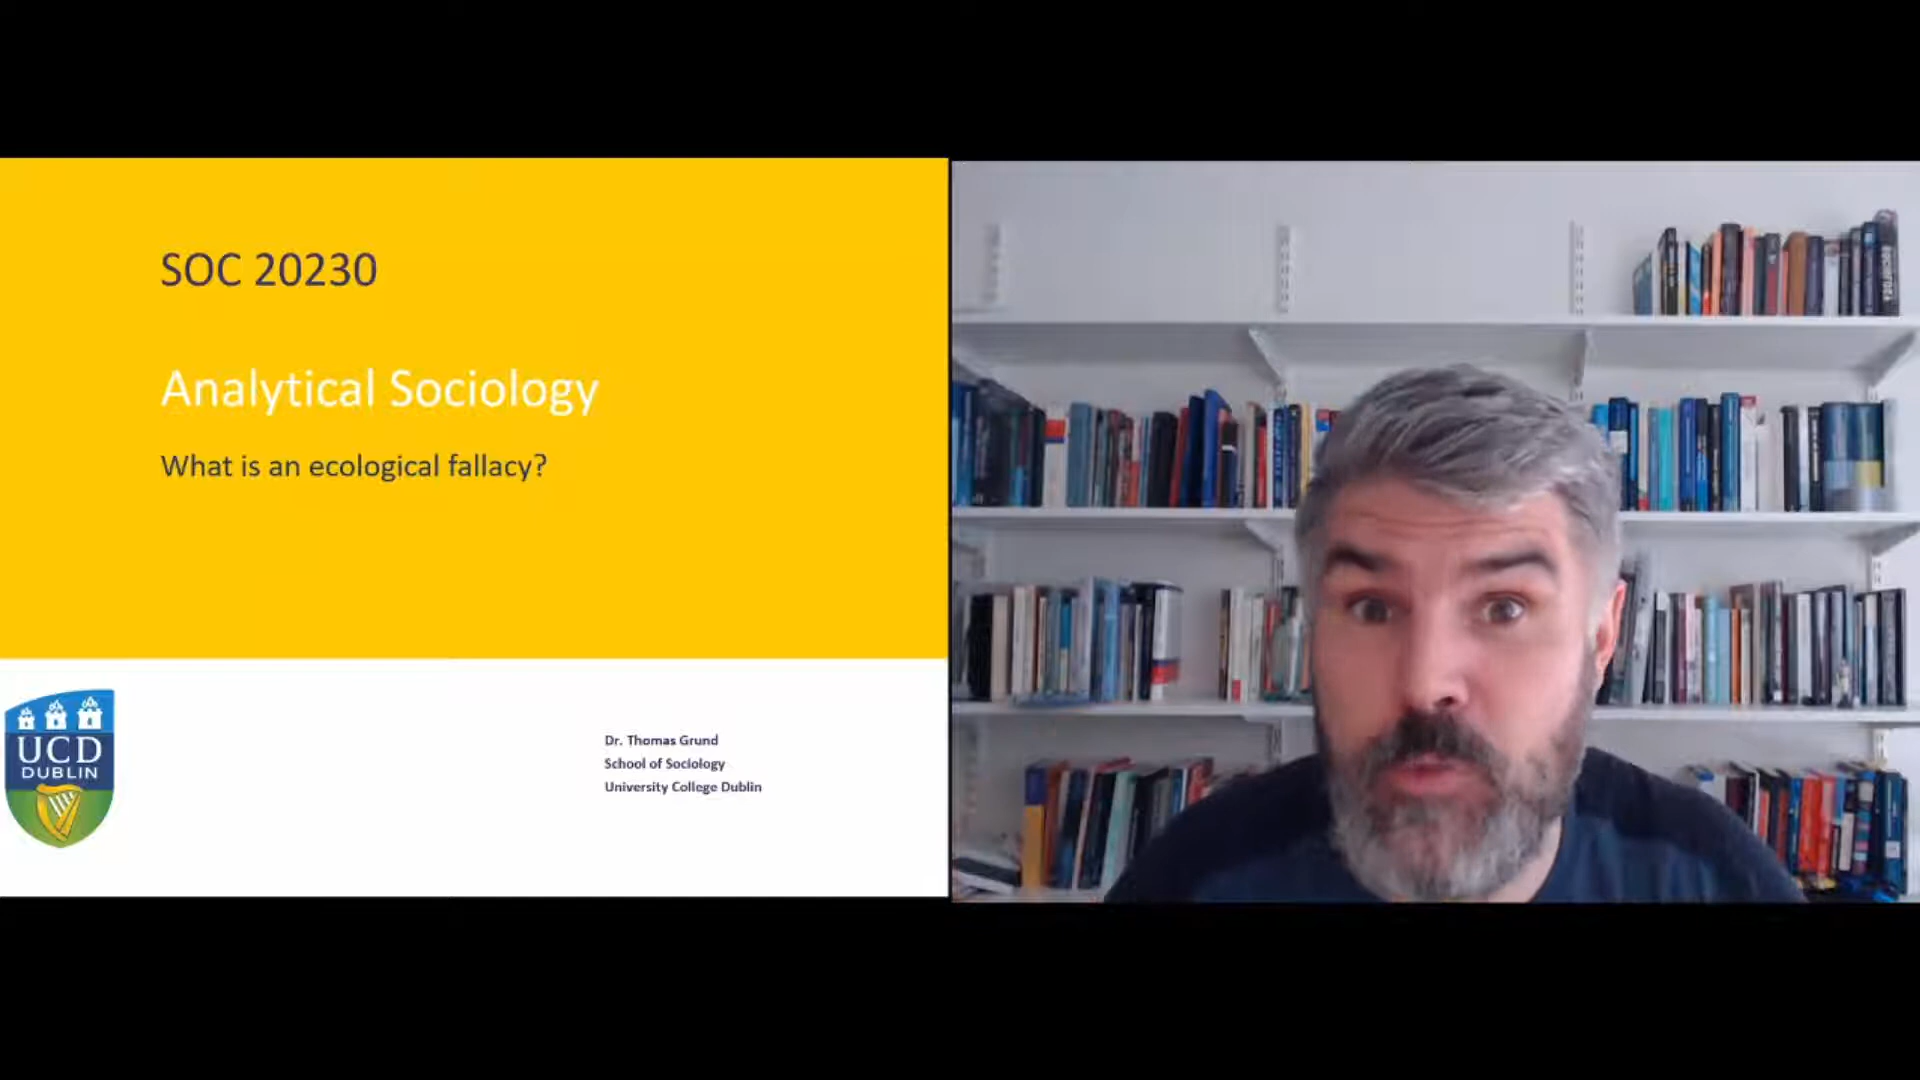 SOC 20230
Analytical Sociology
What is an ecological fallacy?
UCD
DUBLIN
Dr. Thomas Grund
School of Sociology
University College Dublin